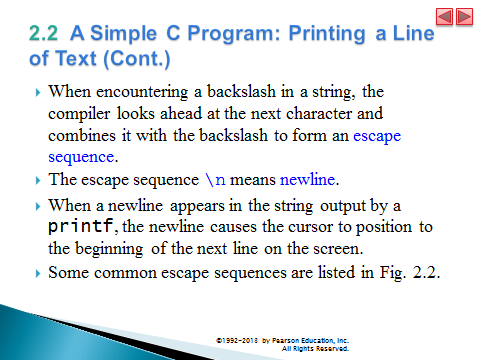 2.2 A Simple C Program: Printing a Line
of Text (Cont.)
When encountering a backslash in a string, the
compiler looks ahead at the next character and
combines it with the backslash to form an escape
sequence.
The escape sequence \n means newline.
When a newline appears in the string output by a
printf, the newline causes the cursor to position to
the beginning of the next line on the screen.
Some common escape sequences are listed in Fig. 2.2.
©1992-2013 by Pearson Education, Inc.
All Rights Reserved.